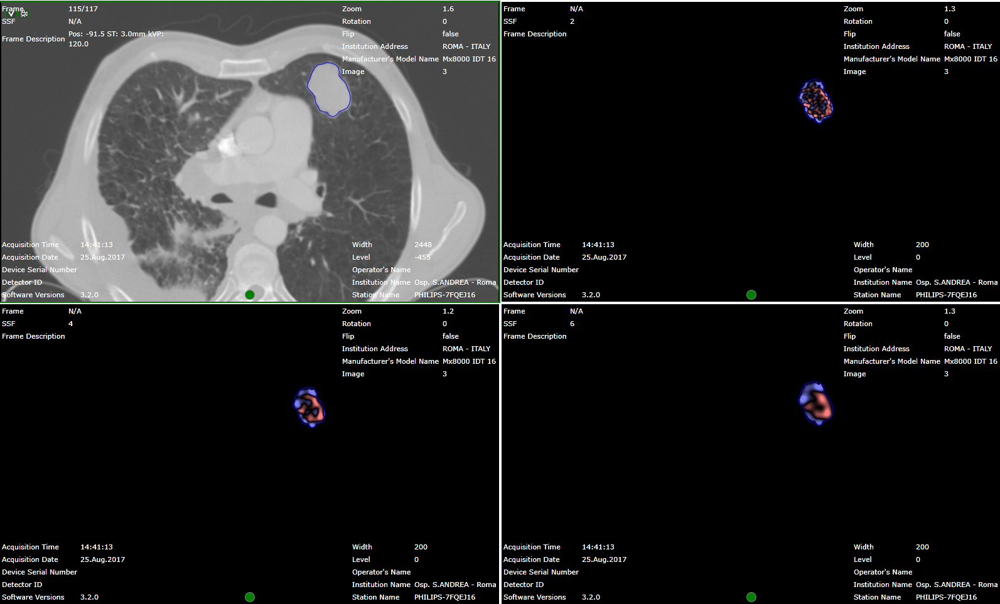 Frame 115/117
SSF N/A
Frame Description Pos: -91.5 ST: 3.0mm kVP:
120.0
Zoom 1.6
Rotation 0
Flip false
Institution Address ROMA - ITALY
Manufacturer's Model Name Mx8000 IDT 16
Image 3
Acquisition Time 14:41:13
Acquisition Date 25.Aug.2017
Device Serial Number
Detector ID
Software Versions 3.2.0
Width 2448
Level -455
Operator's Name
Institution Name Osp. S.ANDREA - Roma
Station Name PHILIPS-7FQEJ16
Frame N/A
SSF 2
Frame Description
Zoom 1.3
Rotation 0
Flip false
Institution Address ROMA - ITALY
Manufacturer's Model Name Mx8000 IDT 16
Image 3
Acquisition Time 14:41:13
Acquisition Date 25.Aug.2017
Device Serial Number
Detector ID
Software Versions 3.2.0
Width 200
Level 0
Operator's Name
Institution Name Osp. S.ANDREA - Roma
Station Name PHILIPS-7FQEJ16
Frame N/A
SSF 4
Frame Description
Zoom 1.2
Rotation 0
Flip false
Institution Address ROMA - ITALY
Manufacturer's Model Name Mx8000 IDT 16
Image 3
Acquisition Time 14:41:13
Acquisition Date 25.Aug.2017
Device Serial Number
Detector ID
Software Versions 3.2.0
Width 200
Level 0
Operator's Name
Institution Name Osp. S.ANDREA - Roma
Station Name PHILIPS-7FQEJ16
Frame N/A
SSF 6
Frame Description
Zoom 1.3
Rotation 0
Flip false
Institution Address ROMA - ITALY
Manufacturer's Model Name Mx8000 IDT 16
Image 3
Acquisition Time 14:41:13
Acquisition Date 25.Aug.2017
Device Serial Number
Detector ID
Software Versions 3.2.0
Width 200
Level 0
Operator's Name
Institution Name Osp. S.ANDREA - Roma
Station Name PHILIPS-7FQEJ16